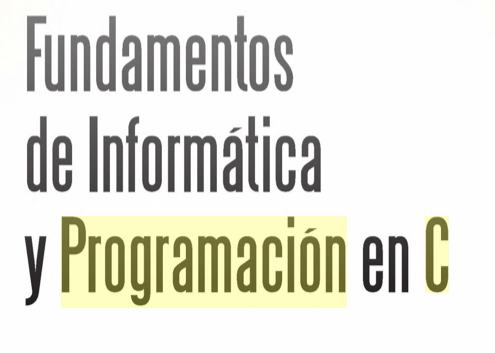 Fundamentos
de Informática
y Programación en C